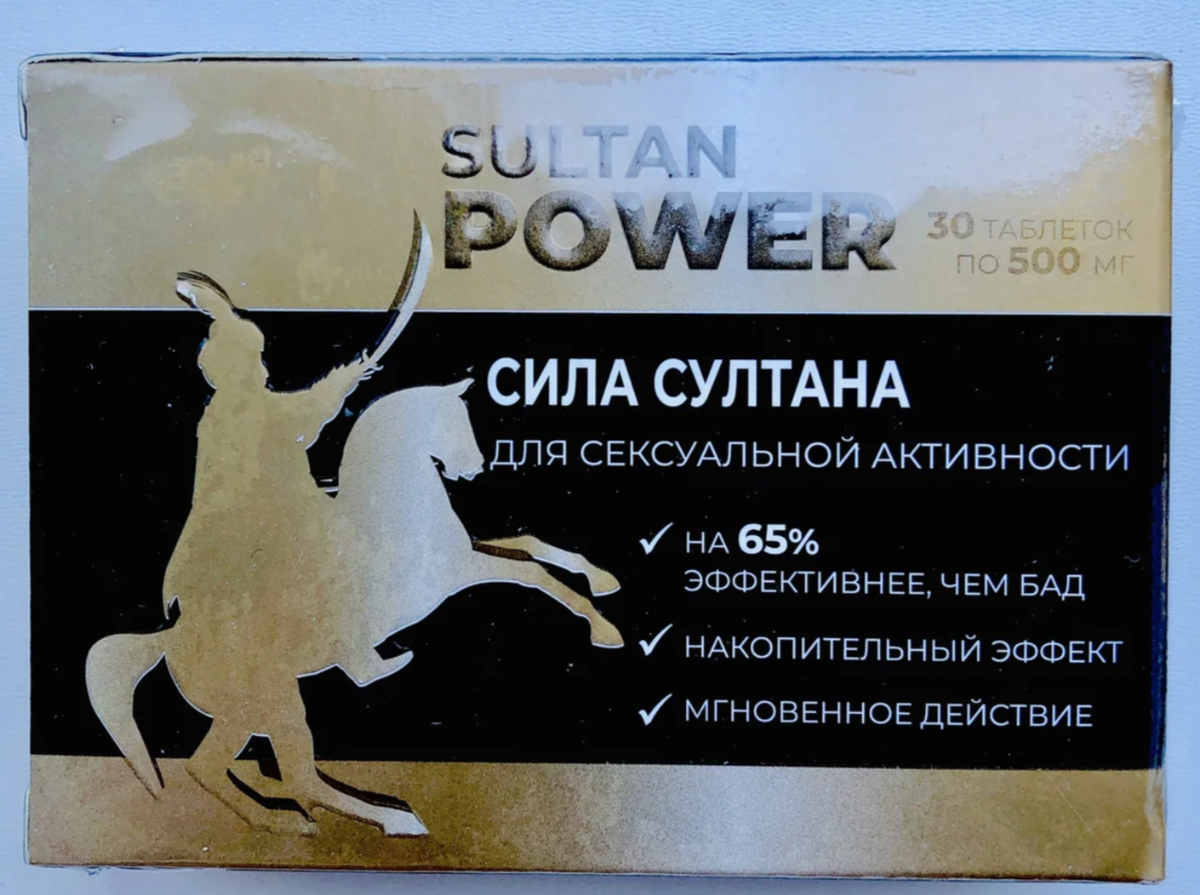 SULTAN
POWER
30 ТАБЛЕТОК
ПО 500 МГ
СИЛА СУЛТАНА
ДЛЯ СЕКСУАЛЬНОЙ АКТИВНОСТИ
✓ НА 65%
ЭФФЕКТИВНЕЕ, ЧЕМ БАД
✓ НАКОПИТЕЛЬНЫЙ ЭФФЕКТ
✓ МГНОВЕННОЕ ДЕЙСТВИЕ